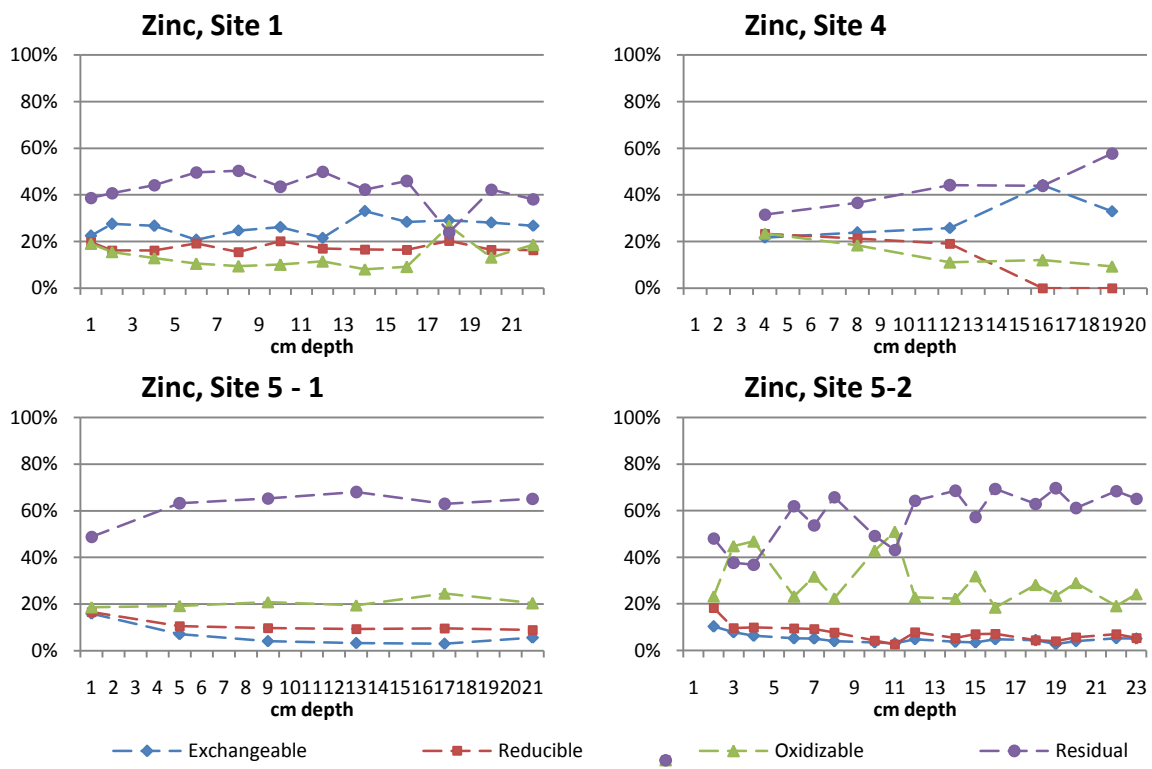 Zinc, Site 1
100%
80%
60%
40%
20%
0%
1 3 5 7 9 11 13 15 17 19 21
cm depth
Zinc, Site 4
100%
80%
60%
40%
20%
0%
1 2 3 4 5 6 7 8 9 10 11 12 13 14 15 16 17 18 19 20
cm depth
Zinc, Site 5 - 1
100%
80%
60%
40%
20%
0%
1 2 3 4 5 6 7 8 9 10 11 12 13 14 15 16 17 18 19 20 21
cm depth
Zinc, Site 5-2
100%
80%
60%
40%
20%
0%
1 3 5 7 9 11 13 15 17 19 21 23
cm depth
Exchangeable Reducible Oxidizable Residual